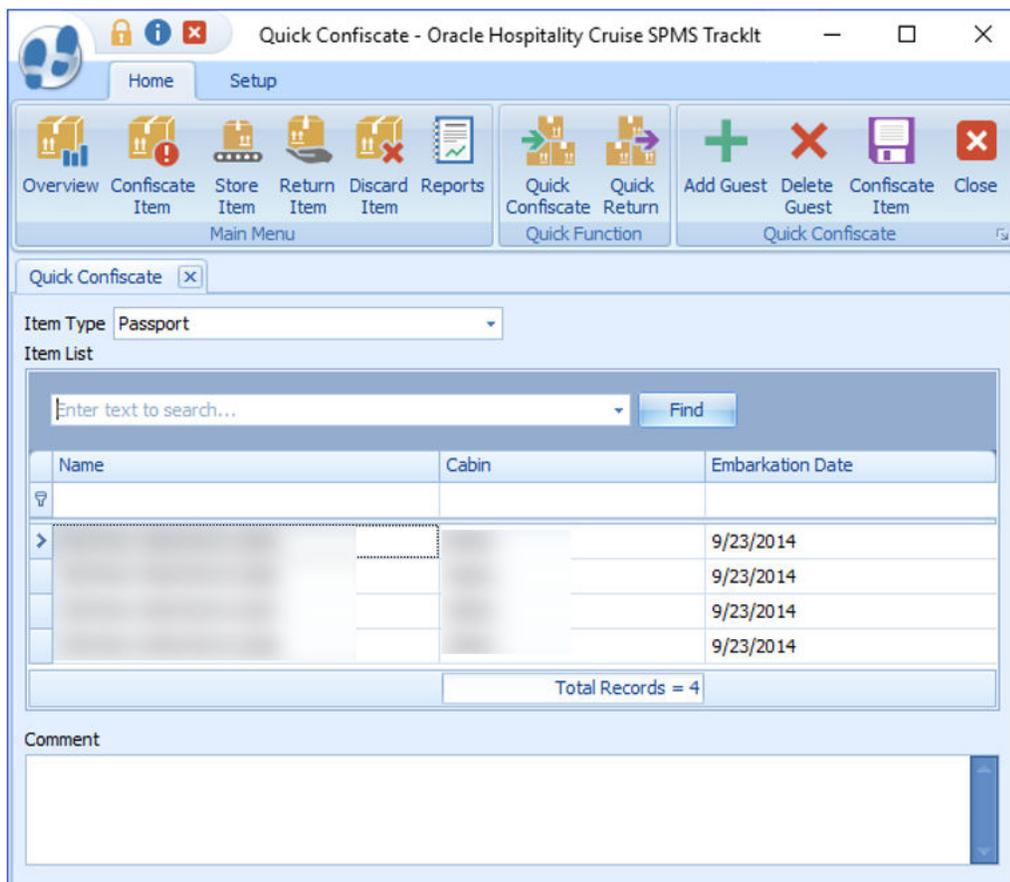 Quick Confiscate - Oracle Hospitality Cruise SPMS TrackIt
Home Setup
Overview Confiscate Item Store Item Return Item Discard Item Reports Quick Confiscate Quick Return Add Guest Delete Guest Confiscate Item Close
Main Menu Quick Function Quick Confiscate
Quick Confiscate
Item Type Passport
Item List
Enter text to search... Find
Name Cabin Embarkation Date
9/23/2014
9/23/2014
9/23/2014
9/23/2014
Total Records = 4
Comment